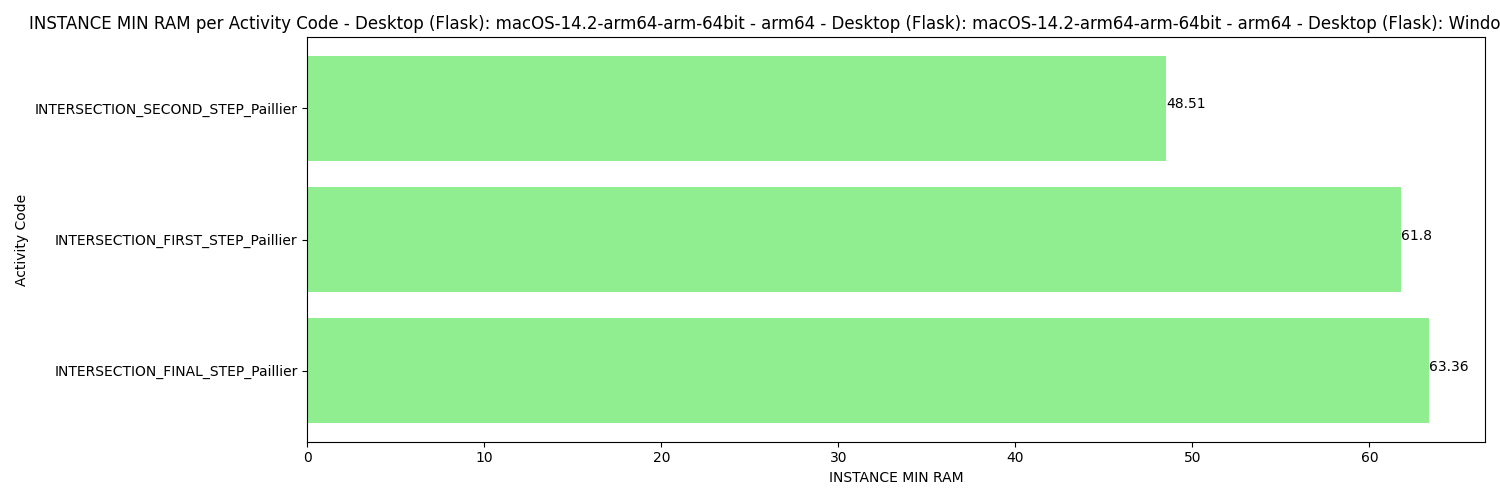 INSTANCE MIN RAM per Activity Code - Desktop (Flask): macOS-14.2-arm64-arm-64bit - arm64 - Desktop (Flask): macOS-14.2-arm64-arm-64bit - arm64 - Desktop (Flask): Windo
INTERSECTION_SECOND_STEP_Paillier
48.51
Activity Code
INTERSECTION_FIRST_STEP_Paillier
61.8
INTERSECTION_FINAL_STEP_Paillier
63.36
0 10 20 30 40 50 60
INSTANCE MIN RAM